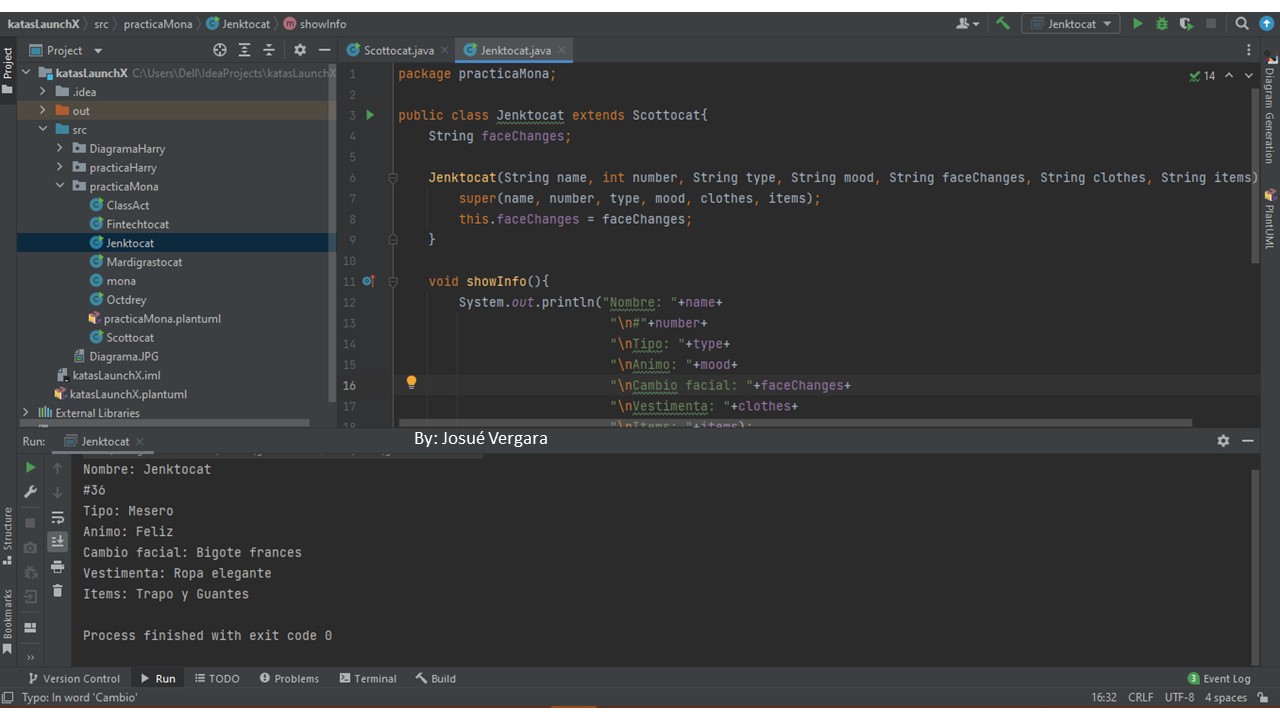 katasLaunchX > src > practicaMona > Jenktocat > showInfo
Jenktocat
Project
Scottocat.java
Jenktocat.java
Project
katasLaunchX C:\Users\Dell\IdeaProjects\katasLaunchX
.idea
out
src
DiagramaHarry
practicaHarry
practicaMona
ClassAct
Fintechtocat
Jenktocat
Mardigrastocat
mona
Octdrey
practicaMona.plantuml
Scottocat
Diagrama.JPG
katasLaunchX.iml
katasLaunchX.plantuml
External Libraries
14
1 package practicaMona;
2
3 public class Jenktocat extends Scottocat{
4 String faceChanges;
5
6 Jenktocat(String name, int number, String type, String mood, String faceChanges, String clothes, String items)
7 super(name, number, type, mood, clothes, items);
8 this.faceChanges = faceChanges;
9 }
10
11 void showInfo(){
12 System.out.println("Nombre: "+name+
13 "\n#"+number+
14 "\nTipo: "+type+
15 "\nAnimo: "+mood+
16 "\nCambio facial: "+faceChanges+
17 "\nVestimenta: "+clothes+
18 "\nItems: "+items);
Diagram Generation
PlantUML
By: Josué Vergara
Run: Jenktocat
Nombre: Jenktocat
#36
Tipo: Mesero
Animo: Feliz
Cambio facial: Bigote frances
Vestimenta: Ropa elegante
Items: Trapo y Guantes
Process finished with exit code 0
Structure
Bookmarks
Version Control Run TODO Problems Terminal Build
3 Event Log
Typo: In word 'Cambio'
16:32 CRLF UTF-8 4 spaces